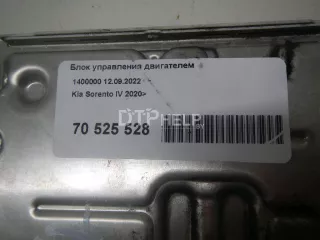 Блок управления двигателем
1400000 12.09.2022
Kia Sorento IV 2020>
DTPHELP
70 525 528